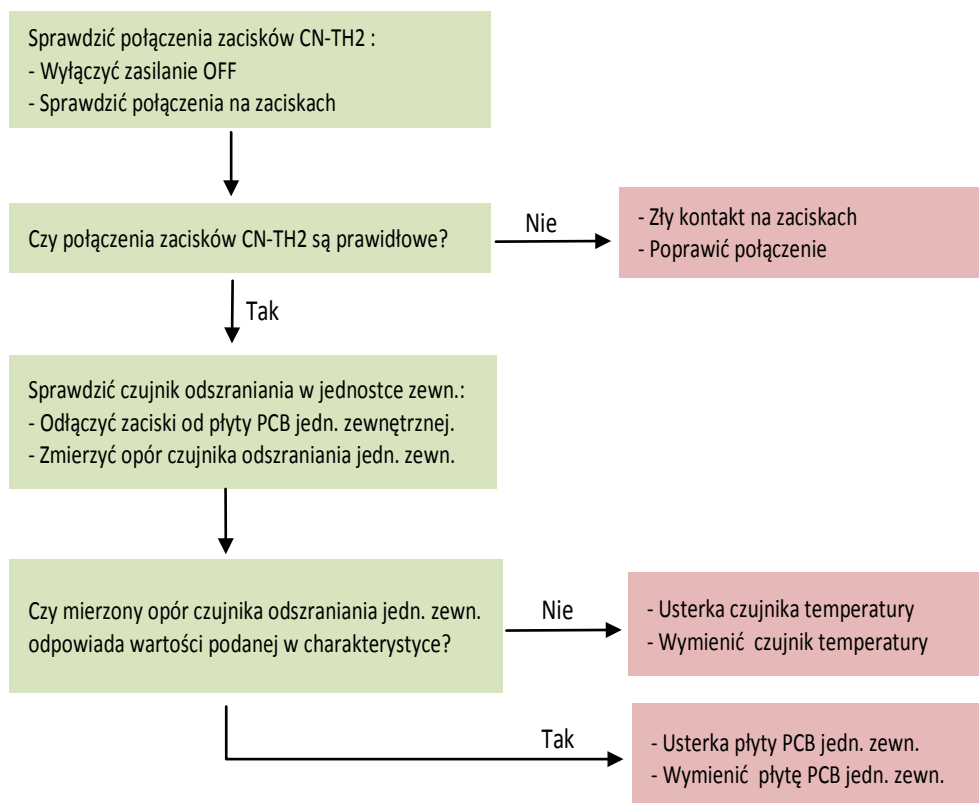 Sprawdzić połączenia zacisków CN-TH2 :
- Wyłączyć zasilanie OFF
- Sprawdzić połączenia na zaciskach
Czy połączenia zacisków CN-TH2 są prawidłowe?
Nie
- Zły kontakt na zaciskach
- Poprawić połączenie
Tak
Sprawdzić czujnik odszraniania w jednostce zewn.:
- Odłączyć zaciski od płyty PCB jedn. zewnętrznej.
- Zmierzyć opór czujnika odszraniania jedn. zewn.
Czy mierzony opór czujnika odszraniania jedn. zewn.
odpowiada wartości podanej w charakterystyce?
Nie
- Usterka czujnika temperatury
- Wymienić czujnik temperatury
Tak
- Usterka płyty PCB jedn. zewn.
- Wymienić płytę PCB jedn. zewn.